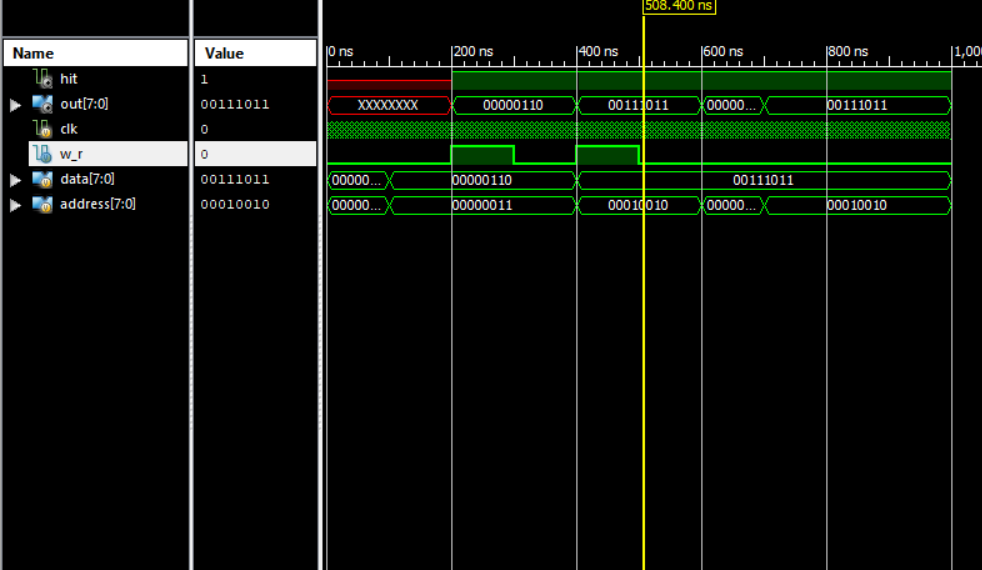 508.400 ns
Name Value 0 ns 200 ns 400 ns 600 ns 800 ns 1,000
hit 1
out[7:0] 00111011 XXXXXXXX 00000110 00111011 00000... 00111011
clk 0
w_r 0
data[7:0] 00111011 00000... 00000110 00111011
address[7:0] 00010010 00000... 00000011 00010010 00000... 00010010